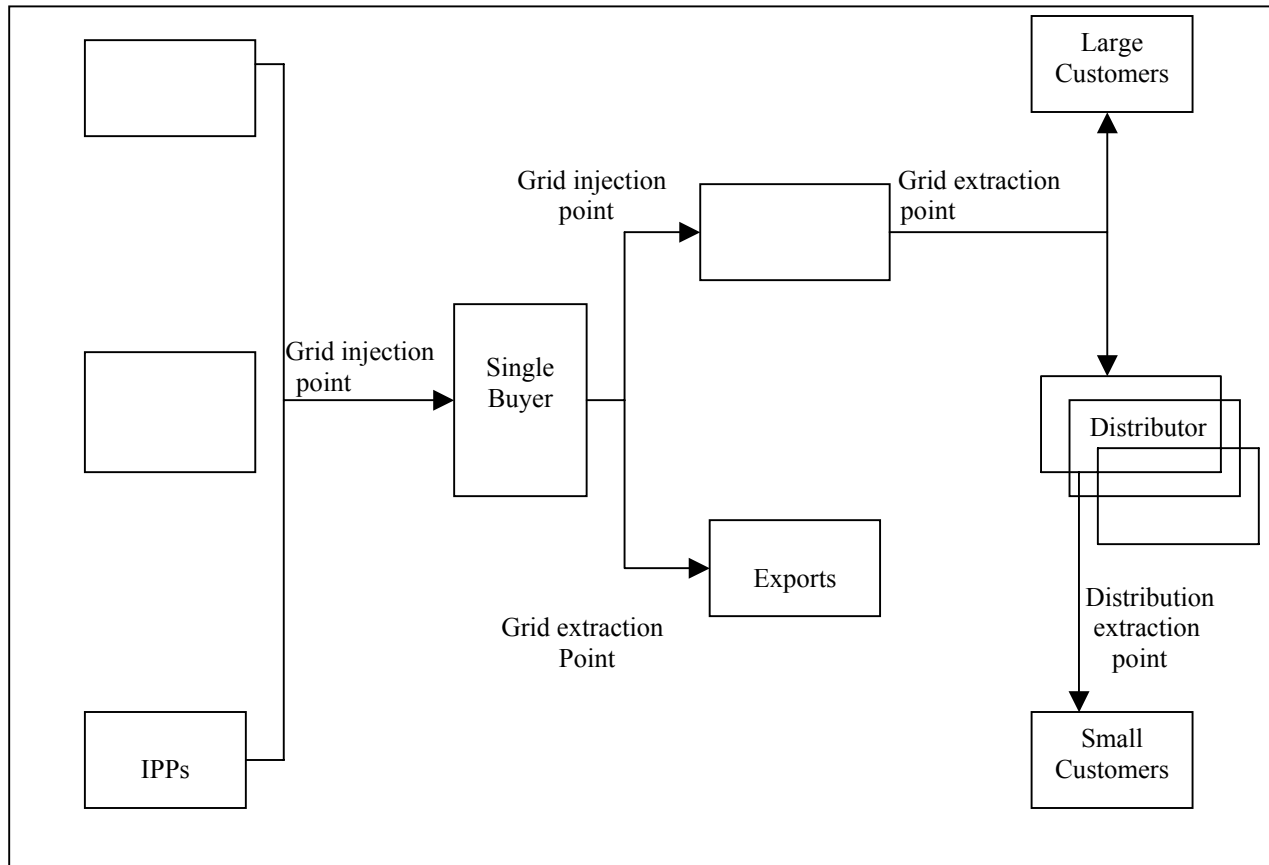 Large
Customers
Grid injection
point
Grid extraction
point
Grid injection
point
Single
Buyer
Distributor
Exports
Grid extraction
Point
Distribution
extraction
point
IPPs
Small
Customers